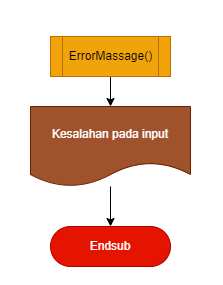 ErrorMassage()
Kesalahan pada input
Endsub